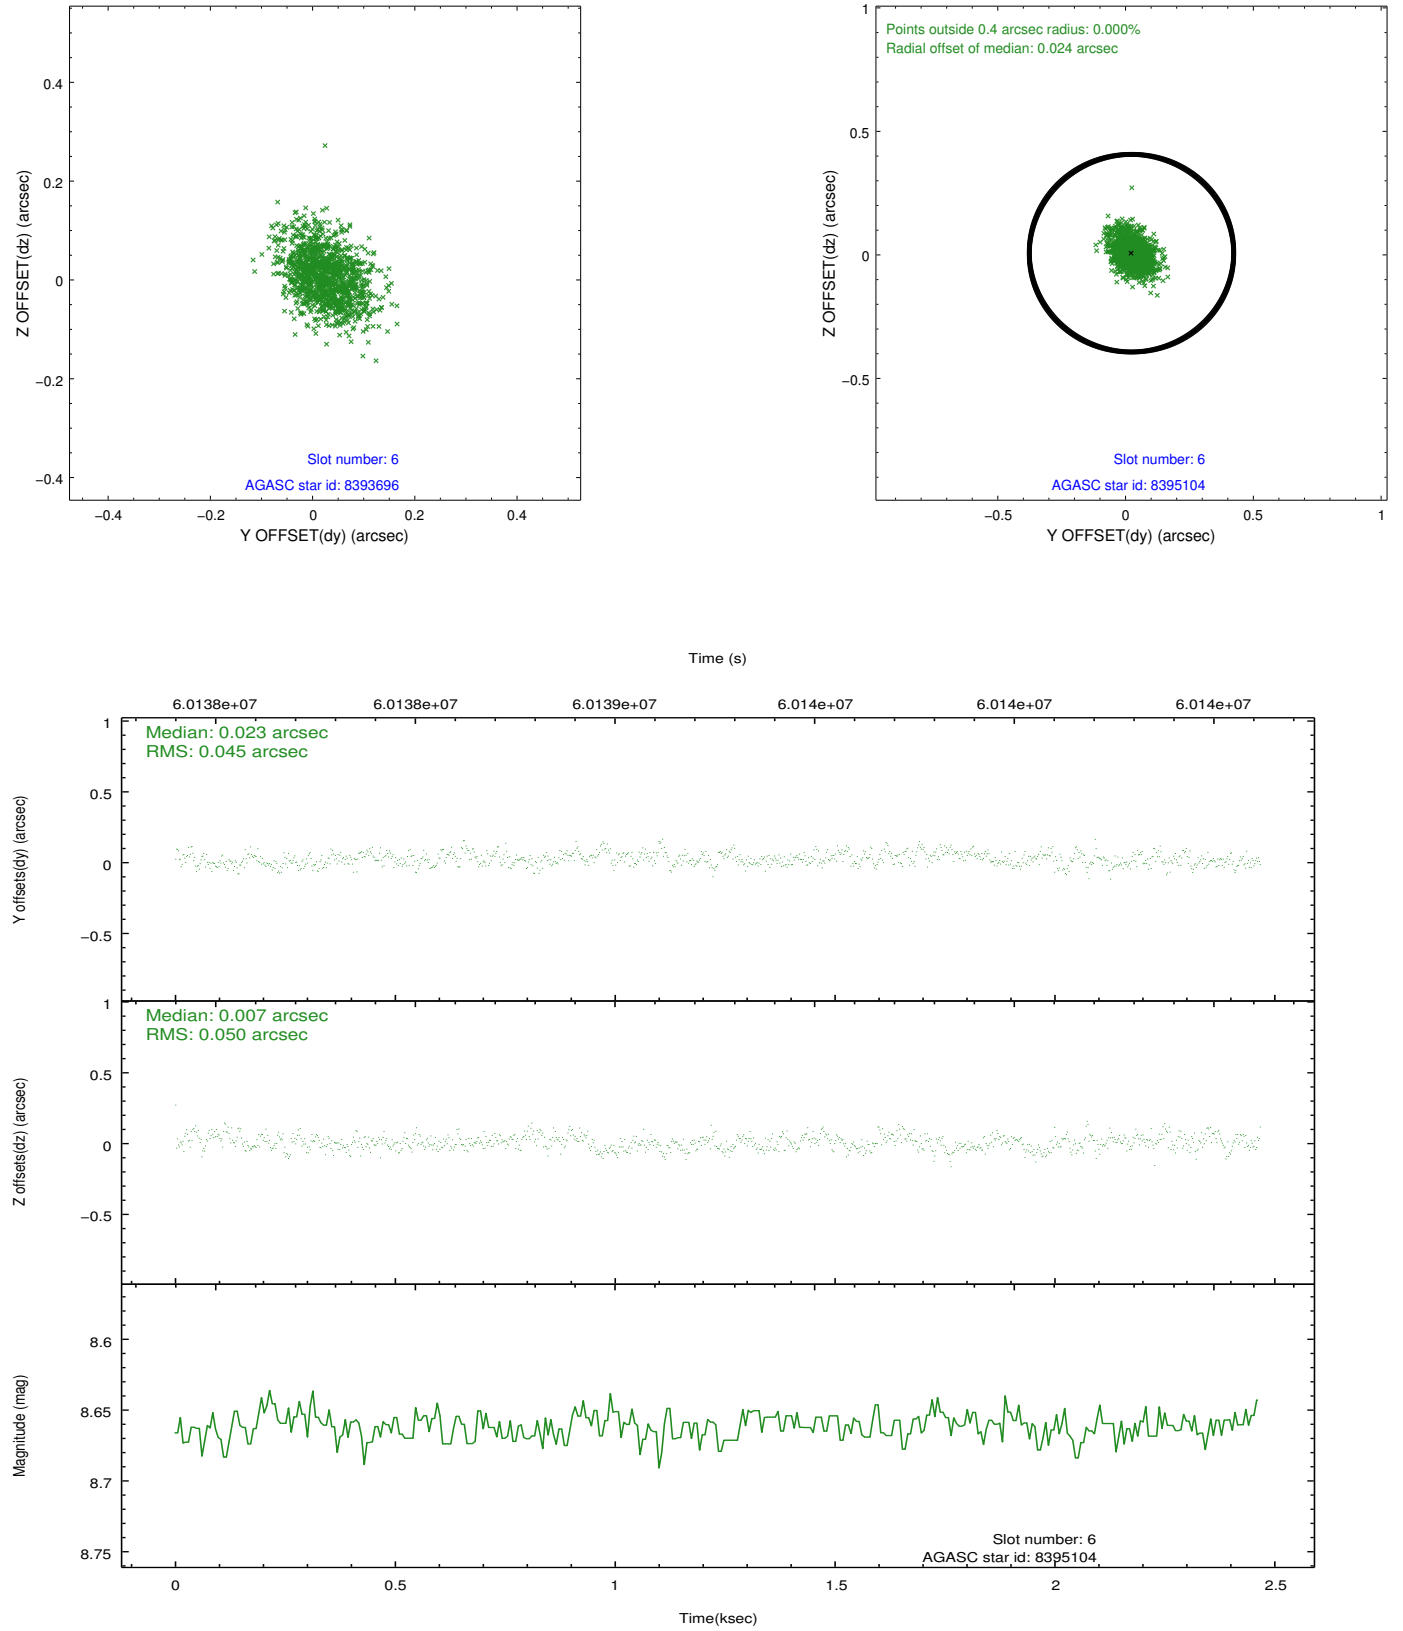 0.4
0.2
0
−0.2
−0.4
Z OFFSET(dz) (arcsec)
Slot number: 6
AGASC star id: 8393696
−0.4 −0.2 0 0.2 0.4
Y OFFSET(dy) (arcsec)
Points outside 0.4 arcsec radius: 0.000%
Radial offset of median: 0.024 arcsec
1
0.5
0
−0.5
Z OFFSET(dz) (arcsec)
Slot number: 6
AGASC star id: 8395104
−0.5 0 0.5 1
Y OFFSET(dy) (arcsec)
Time (s)
6.0138e+07 6.0138e+07 6.0139e+07 6.014e+07 6.014e+07 6.014e+07
Median: 0.023 arcsec
RMS: 0.045 arcsec
1
0.5
0
−0.5
Y offsets(dy) (arcsec)
Median: 0.007 arcsec
RMS: 0.050 arcsec
1
0.5
0
−0.5
Z offsets(dz) (arcsec)
8.6
8.65
8.7
8.75
Magnitude (mag)
Slot number: 6
AGASC star id: 8395104
0 0.5 1 1.5 2 2.5
Time(ksec)